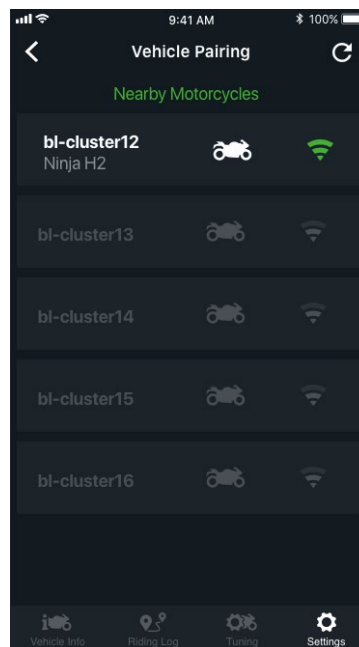 9:41 AM
100%
Vehicle Pairing
Nearby Motorcycles
bl-cluster12
Ninja H2
bl-cluster13
bl-cluster14
bl-cluster15
bl-cluster16
Vehicle Info
Riding Log
Tuning
Settings